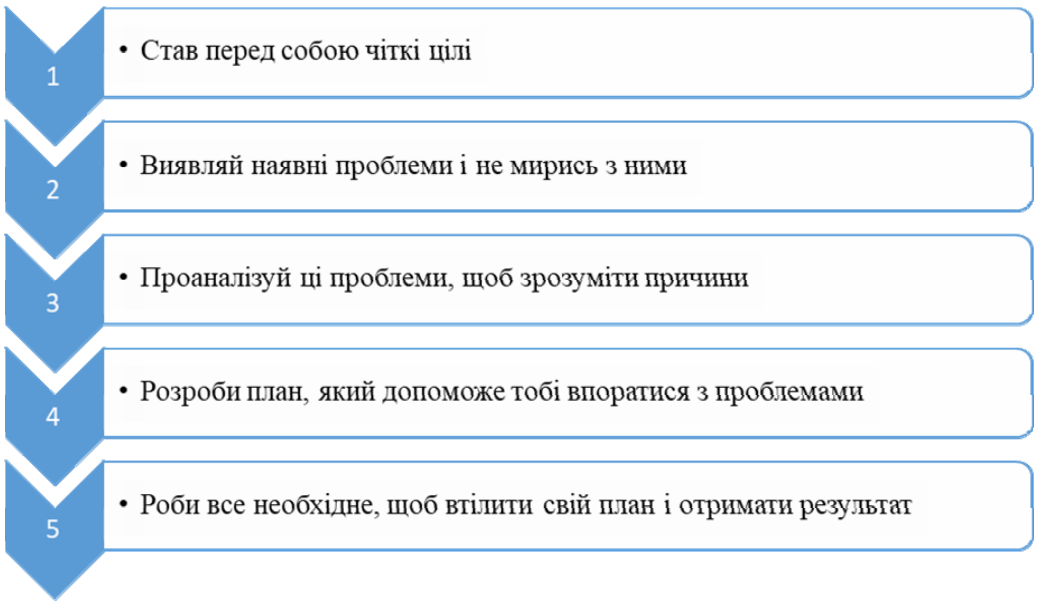 1
• Став перед собою чіткі цілі
2
• Виявляй наявні проблеми і не мирись з ними
3
• Проаналізуй ці проблеми, щоб зрозуміти причини
4
• Розроби план, який допоможе тобі впоратися з проблемами
5
• Роби все необхідне, щоб втілити свій план і отримати результат